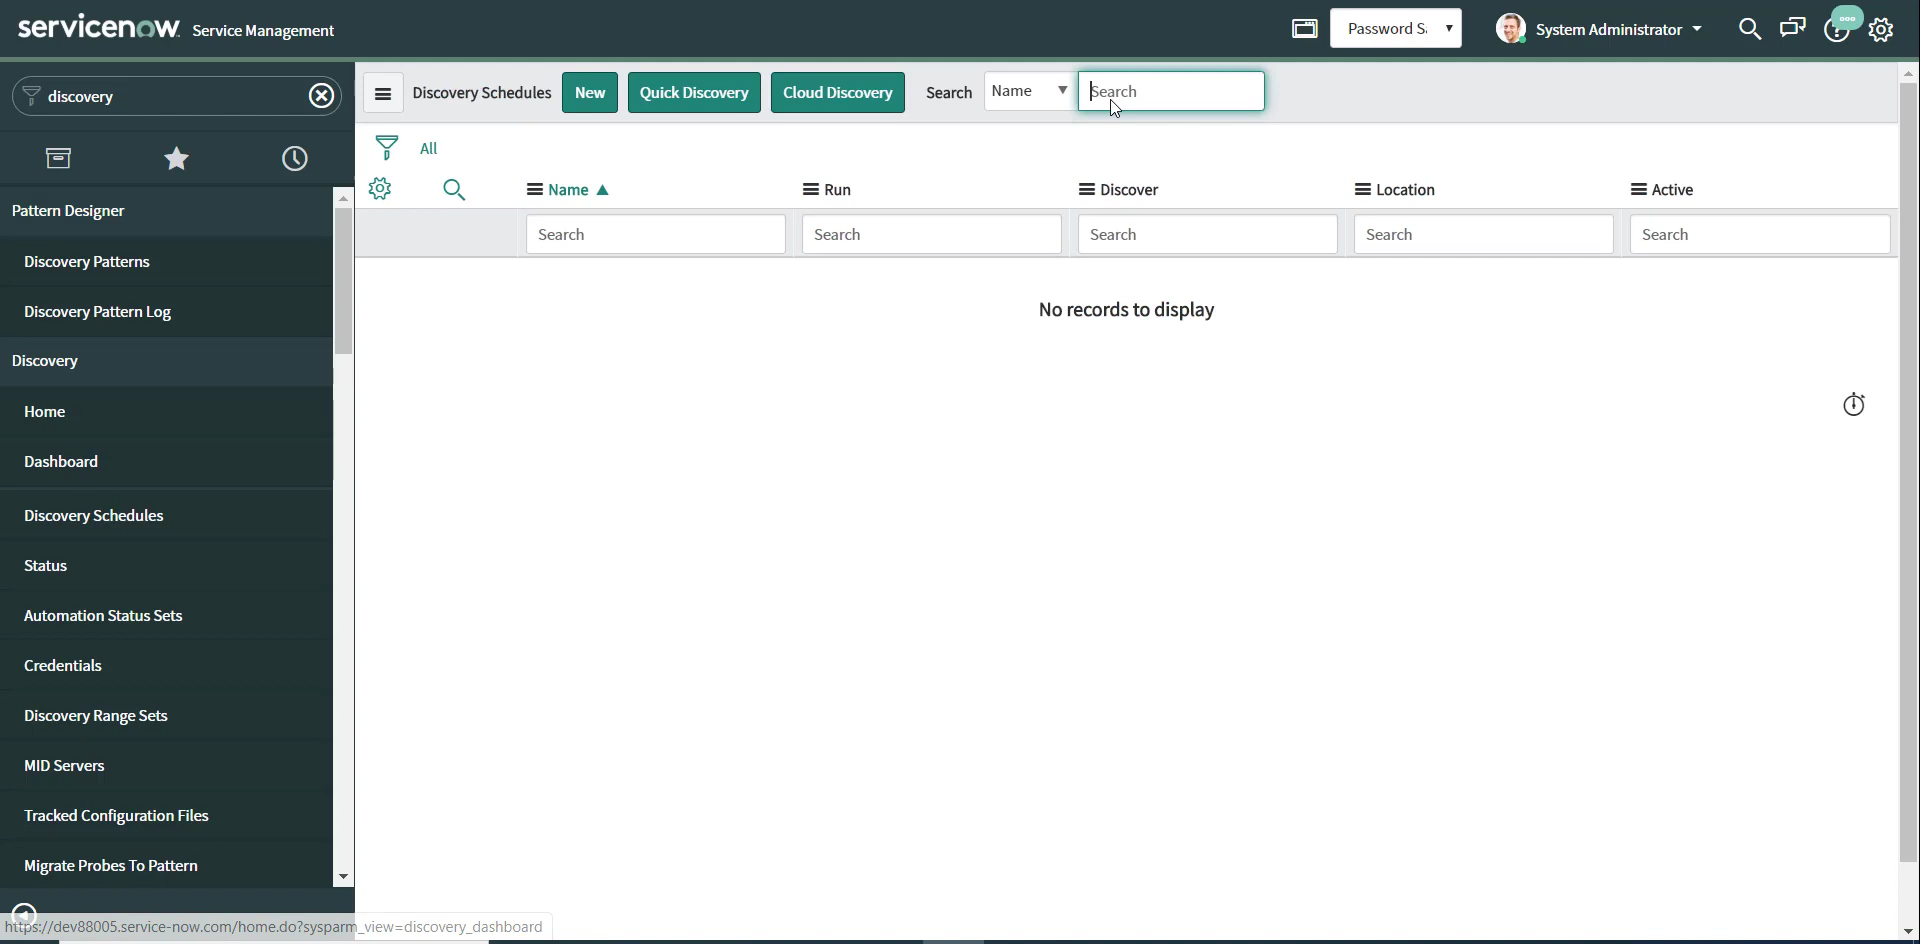 servicenow. Service Management
Password Sa
System Administrator
discovery
Discovery Schedules New Quick Discovery Cloud Discovery Search Name Search
All
Name Run Discover Location Active
Search Search Search Search Search
No records to display
Pattern Designer
Discovery Patterns
Discovery Pattern Log
Discovery
Home
Dashboard
Discovery Schedules
Status
Automation Status Sets
Credentials
Discovery Range Sets
MID Servers
Tracked Configuration Files
Migrate Probes To Pattern
https://dev88005.service-now.com/home.do?sysparm_view=discovery_dashboard